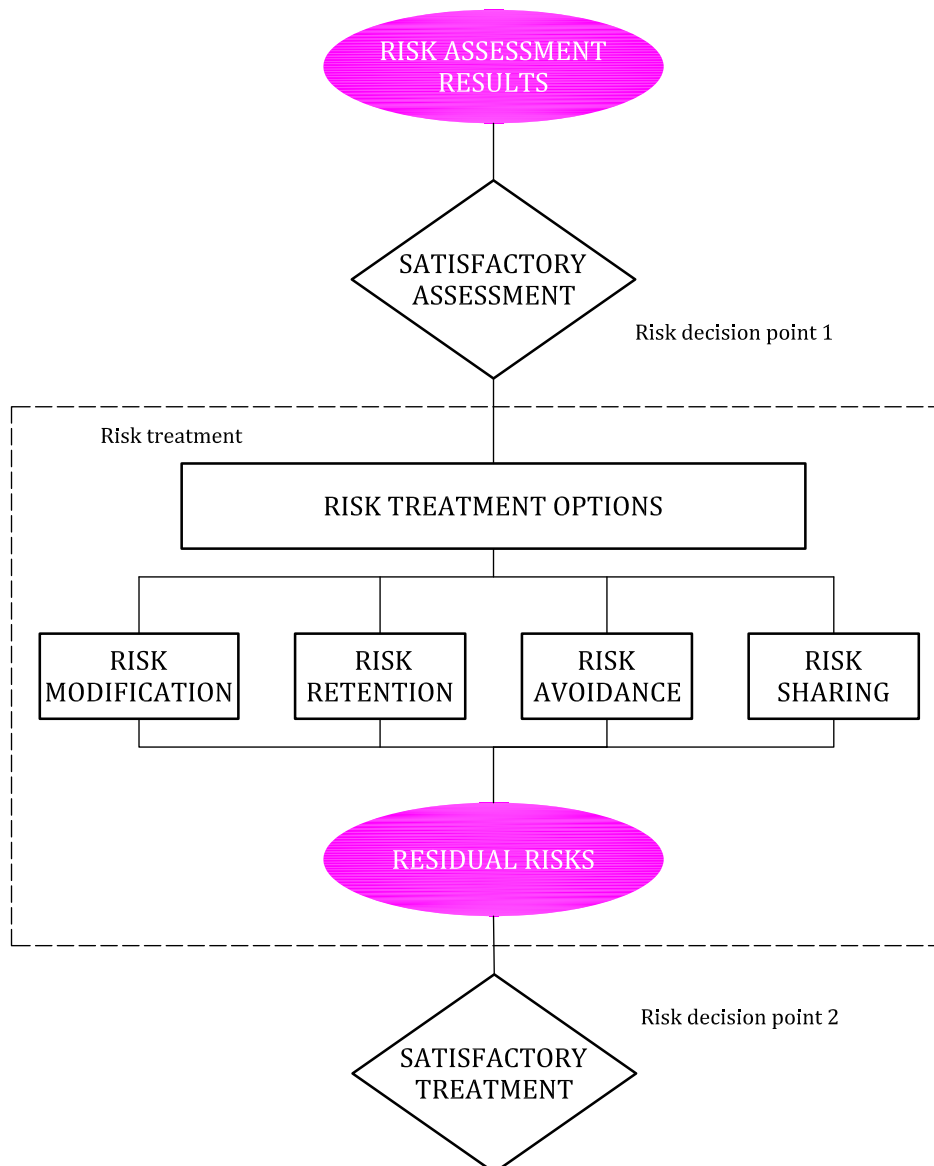 RISK ASSESSMENT
RESULTS
SATISFACTORY
ASSESSMENT
Risk decision point 1
Risk treatment
RISK TREATMENT OPTIONS
RISK
MODIFICATION
RISK
RETENTION
RISK
AVOIDANCE
RISK
SHARING
RESIDUAL RISKS
Risk decision point 2
SATISFACTORY
TREATMENT